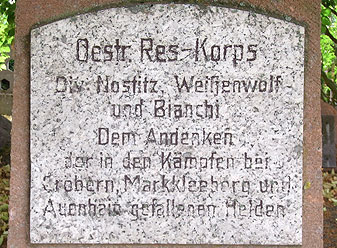 Oestr. Res-Korps
Div. Nostitz, Weißenwolf
und Bianchi
Dem Andenken
der in den Kämpfen bei
Cröbern, Markkleeberg und
Auenhain gefallenen Helden